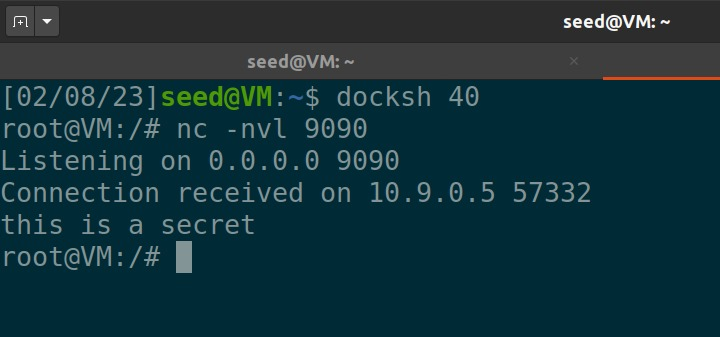 seed@VM: ~
seed@VM: ~
[02/08/23]seed@VM:~$ docksh 40
root@VM:/# nc -nvl 9090
Listening on 0.0.0.0 9090
Connection received on 10.9.0.5 57332
this is a secret
root@VM:/#